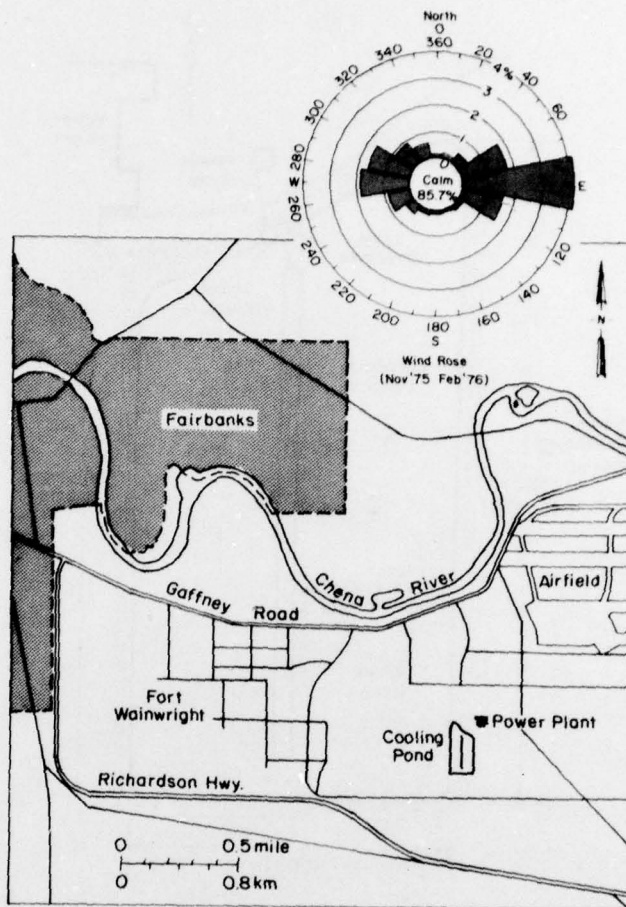 North
0
360
20
4%
40
60
E
120
140
160
180
S
200
220
240
260
W
280
300
320
340
3
2
1
0
Calm
85.7%
Wind Rose
(Nov '75 Feb '76)
N
Fairbanks
Chena River
Gaffney Road
Airfield
Fort
Wainwright
Cooling
Pond
Power Plant
Richardson Hwy.
0 0.5 mile
0 0.8 km